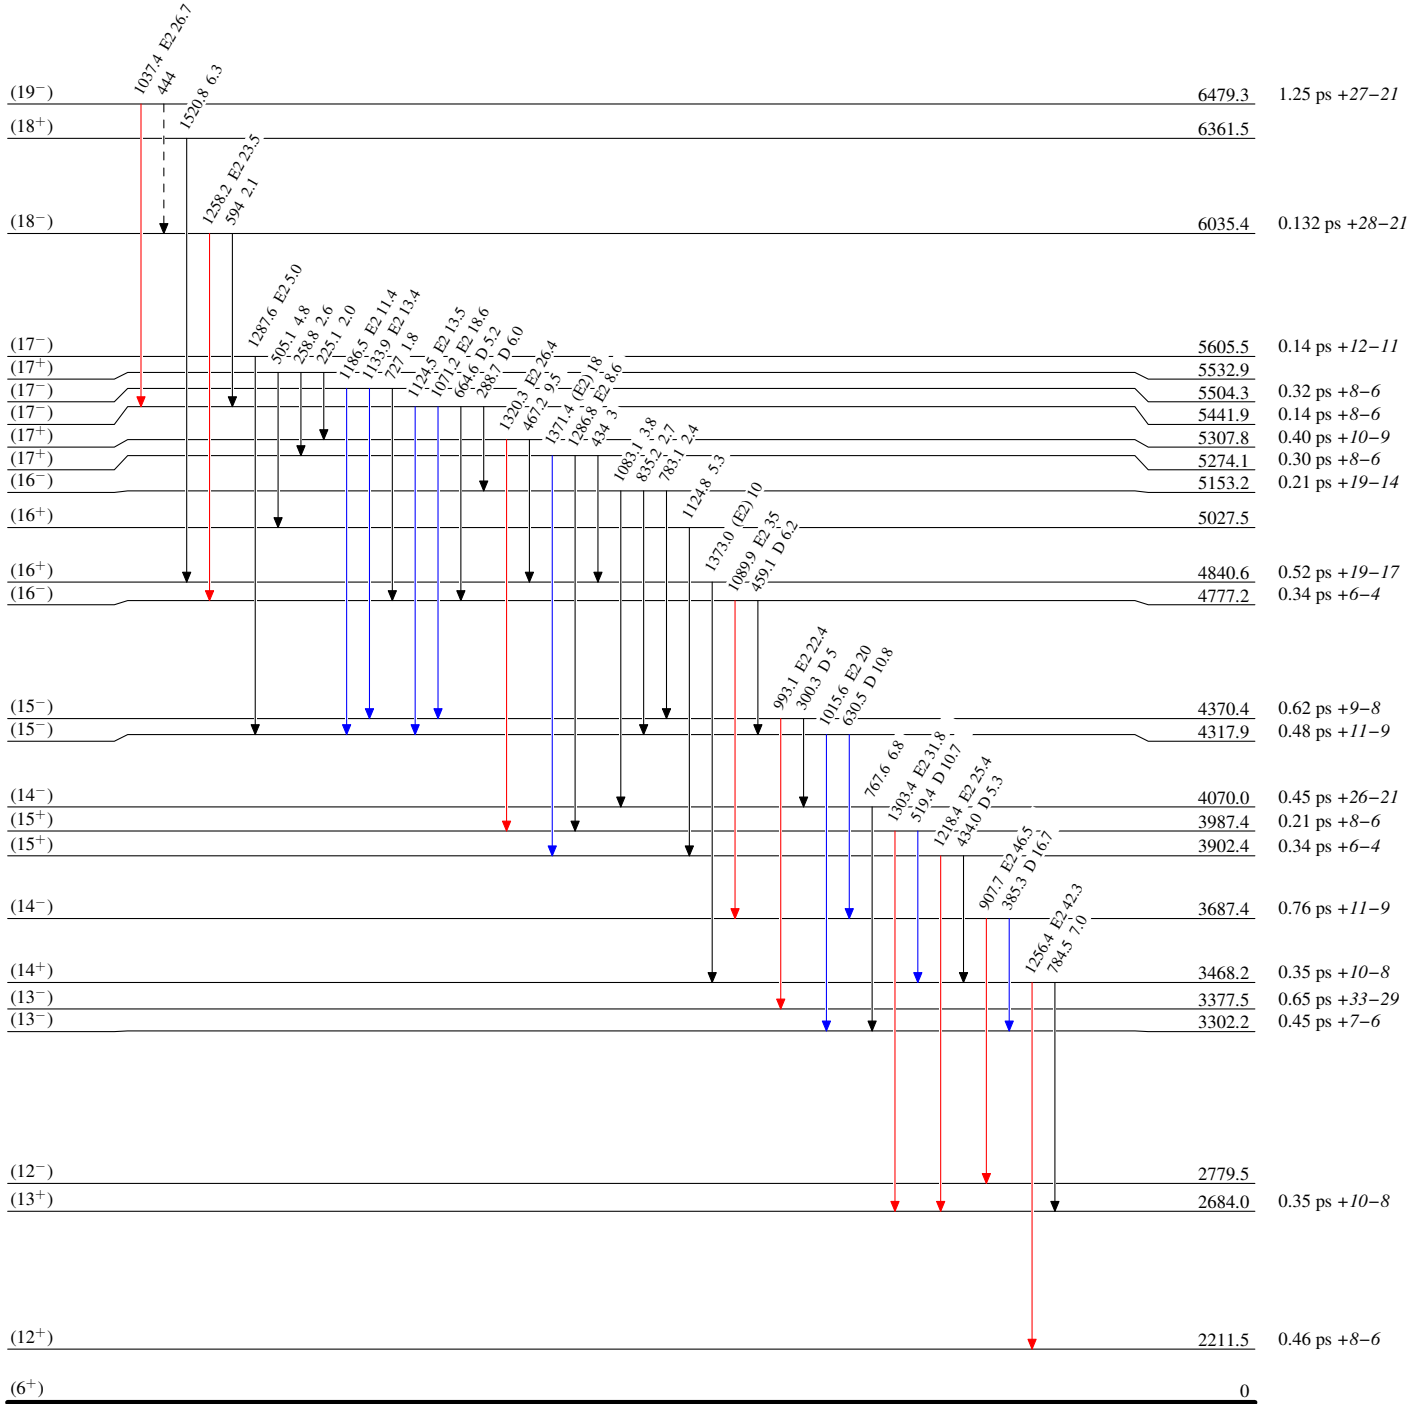 1037.4 E2 26.7
444
1520.8 6.3
1258.2 E2 23.5
594 2.1
1287.6 E2 5.0
505.1 4.8
258.8 2.6
225.1 2.0
1186.5 E2 11.4
1133.9 E2 13.4
727 1.8
1124.5 E2 13.5
1071.2 E2 18.6
664.6 D 5.2
288.7 D 6.0
1320.3 E2 26.4
467.2 9.5
1371.4 (E2) 18
1286.8 E2 8.6
434 3
1083.1 3.8
835.2 2.7
783.1 2.4
1124.8 5.3
1373.0 (E2) 10
1089.9 E2 35
459.1 D 6.2
993.1 E2 22.4
300.3 D 5
1015.6 E2 20
630.5 D 10.8
767.6 6.8
1303.4 E2 31.8
519.4 D 10.7
1218.4 E2 25.4
434.0 D 5.3
907.7 E2 46.5
385.3 D 16.7
1256.4 E2 42.3
784.5 7.0
(19−) 6479.3 1.25 ps +27−21
(18+) 6361.5
(18−) 6035.4 0.132 ps +28−21
(17−) 5605.5 0.14 ps +12−11
(17+) 5532.9
(17−) 5504.3 0.32 ps +8−6
(17−) 5441.9 0.14 ps +8−6
(17+) 5307.8 0.40 ps +10−9
(17+) 5274.1 0.30 ps +8−6
(16−) 5153.2 0.21 ps +19−14
(16+) 5027.5
(16+) 4840.6 0.52 ps +19−17
(16−) 4777.2 0.34 ps +6−4
(15−) 4370.4 0.62 ps +9−8
(15−) 4317.9 0.48 ps +11−9
(14−) 4070.0 0.45 ps +26−21
(15+) 3987.4 0.21 ps +8−6
(15+) 3902.4 0.34 ps +6−4
(14−) 3687.4 0.76 ps +11−9
(14+) 3468.2 0.35 ps +10−8
(13−) 3377.5 0.65 ps +33−29
(13−) 3302.2 0.45 ps +7−6
(12−) 2779.5
(13+) 2684.0 0.35 ps +10−8
(12+) 2211.5 0.46 ps +8−6
(6+) 0